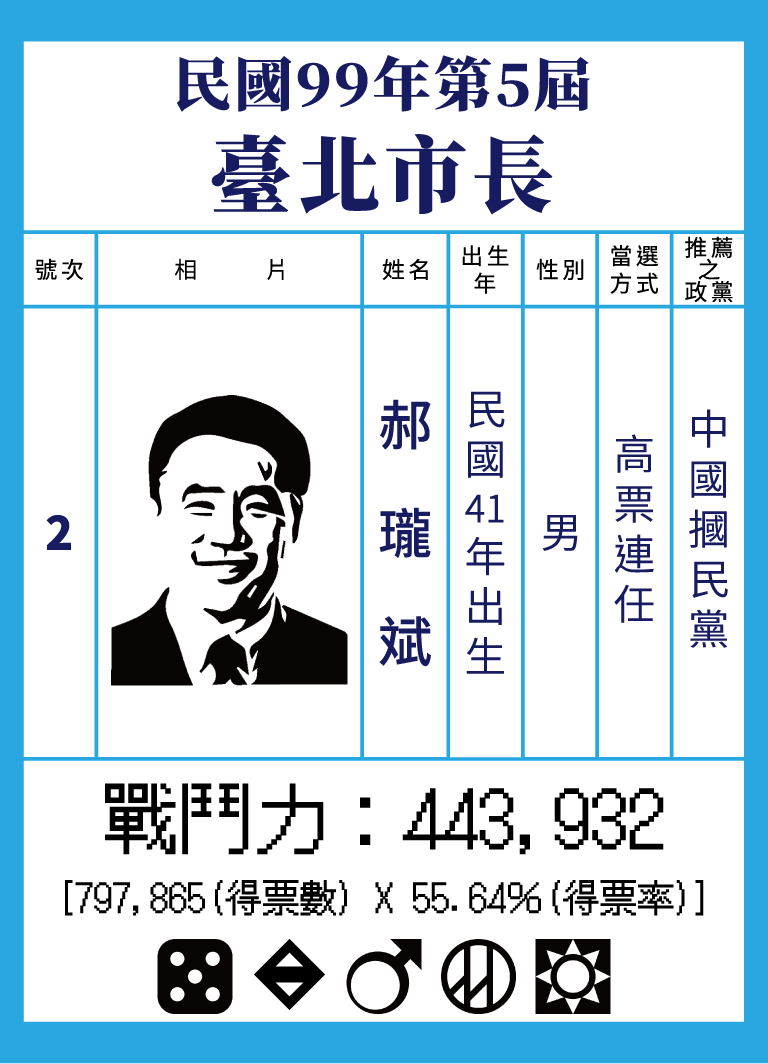 民國99年第5屆
臺北市長
號次
相 片
姓名
出生
年
性別
當選
方式
推薦
之
政黨
2
郝瓏斌
民國41年出生
男
高票連任
中國摑民黨
戰鬥力：443,932
[797,865(得票數) X 55.64%(得票率)]